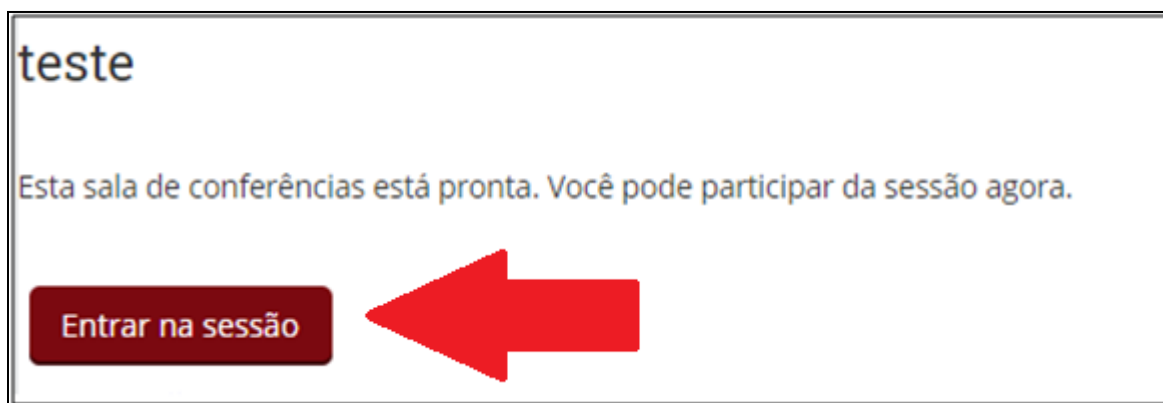 teste
Esta sala de conferências está pronta. Você pode participar da sessão agora.
Entrar na sessão